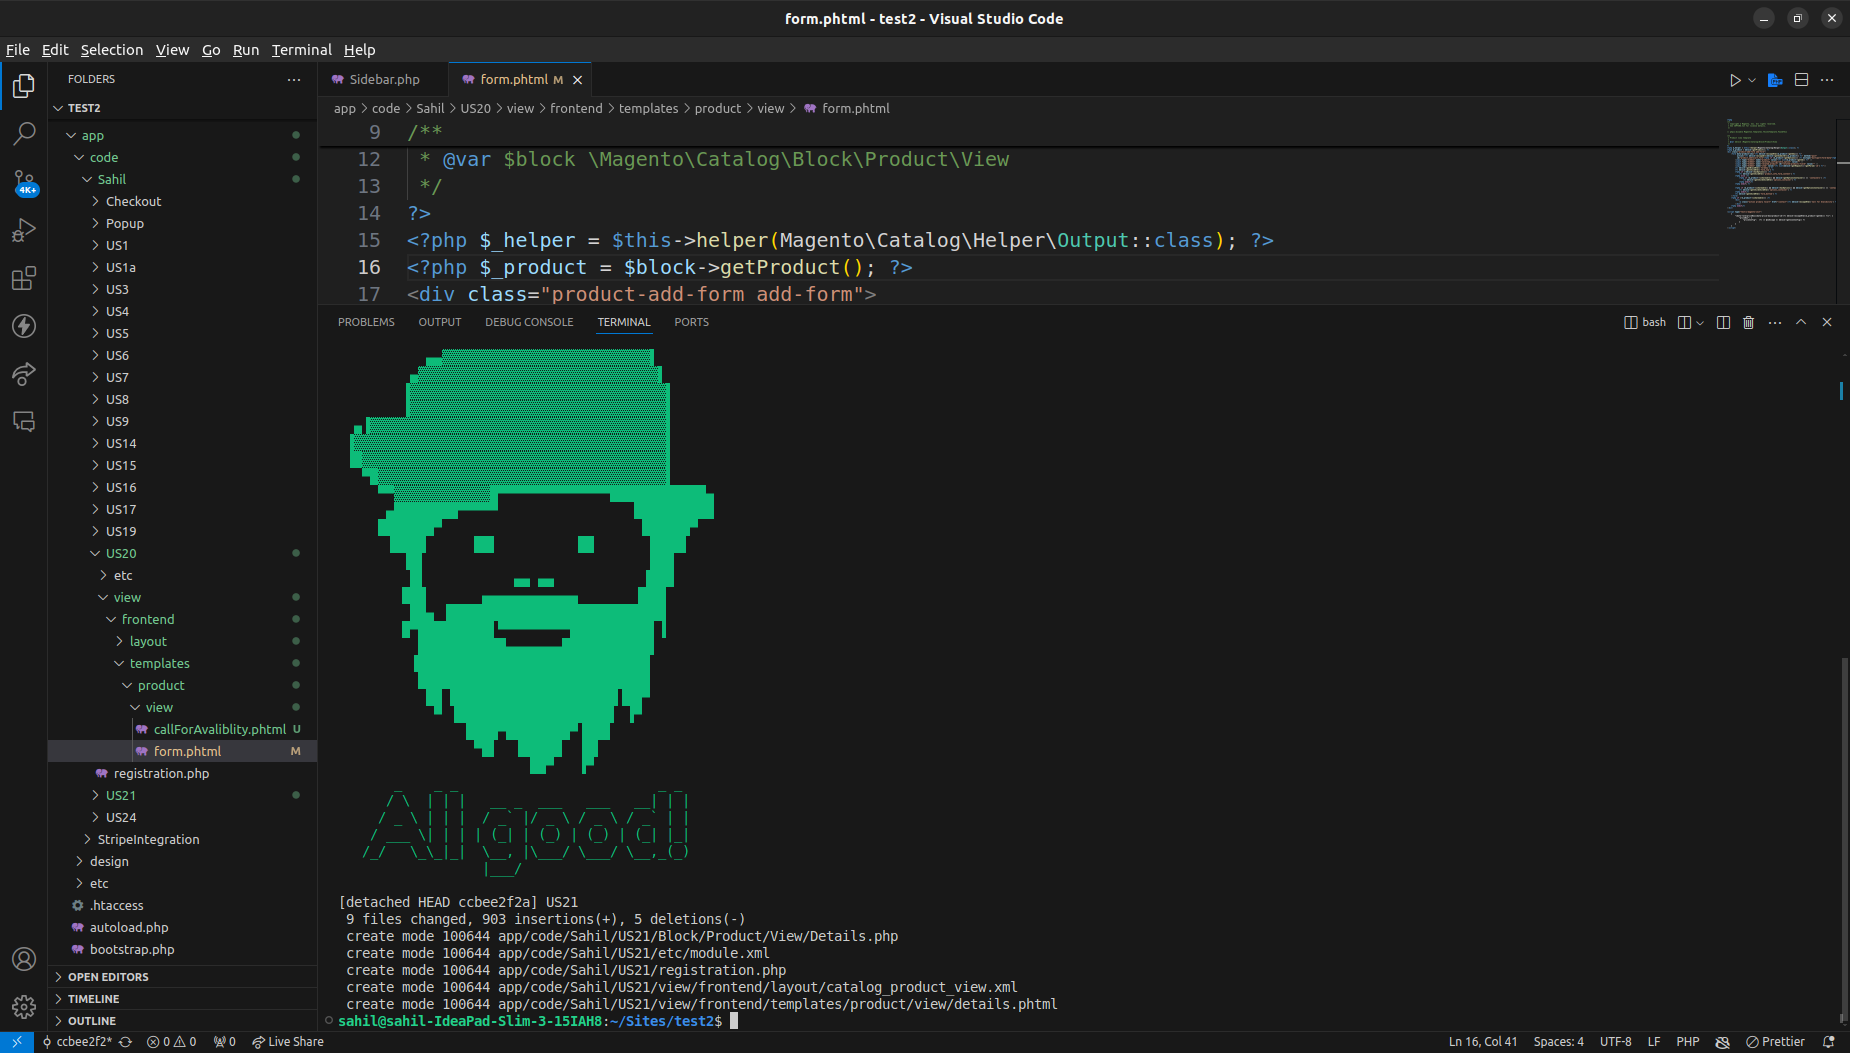 form.phtml - test2 - Visual Studio Code
File Edit Selection View Go Run Terminal Help
FOLDERS
TEST2
app
code
Sahil
Checkout
Popup
US1
US1a
US3
US4
US5
US6
US7
US8
US9
US14
US15
US16
US17
US19
US20
etc
view
frontend
layout
templates
product
view
callForAvaliblity.phtml U
form.phtml M
registration.php
US21
US24
StripeIntegration
design
etc
.htaccess
autoload.php
bootstrap.php
OPEN EDITORS
TIMELINE
OUTLINE
4K+
Sidebar.php
form.phtml M
app > code > Sahil > US20 > view > frontend > templates > product > view > form.phtml
9 /**
12 * @var $block \Magento\Catalog\Block\Product\View
13 */
14 ?>
15 <?php $_helper = $this->helper(Magento\Catalog\Helper\Output::class); ?>
16 <?php $_product = $block->getProduct(); ?>
17 <div class="product-add-form add-form">
PROBLEMS OUTPUT DEBUG CONSOLE TERMINAL PORTS
bash
All good!
[detached HEAD ccbee2f2a] US21
9 files changed, 903 insertions(+), 5 deletions(-)
create mode 100644 app/code/Sahil/US21/Block/Product/View/Details.php
create mode 100644 app/code/Sahil/US21/etc/module.xml
create mode 100644 app/code/Sahil/US21/registration.php
create mode 100644 app/code/Sahil/US21/view/frontend/layout/catalog_product_view.xml
create mode 100644 app/code/Sahil/US21/view/frontend/templates/product/view/details.phtml
sahil@sahil-IdeaPad-Slim-3-15IAH8:~/Sites/test2$
ccbee2f2* 0 0 0 Live Share
Ln 16, Col 41 Spaces: 4 UTF-8 LF PHP Prettier